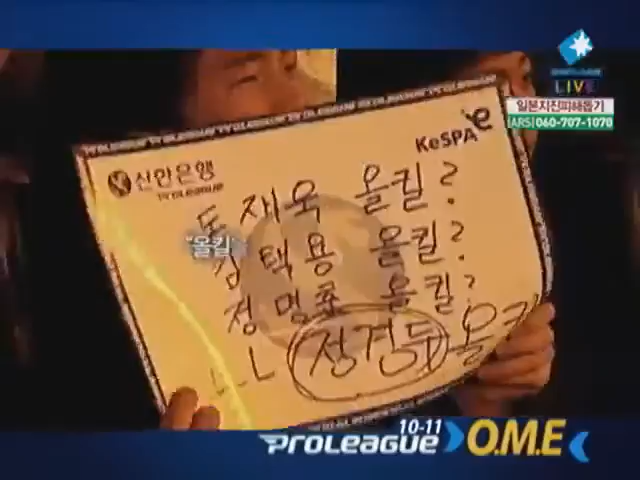 LIVE
일본지진피해돕기
(ARS)060-707-1070
KeSPA
신한은행
PROLEAGUE
도재욱 올킬?
"올킬
김택용 올킬?
정명훈 올킬?
ㄴㄴ 정경두 올킬
10-11
PROLEAGUE O.M.E